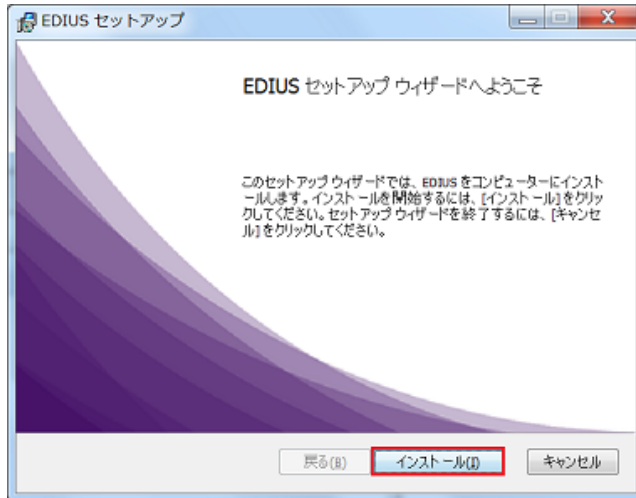 EDIUS セットアップ
EDIUS セットアップ ウィザードへようこそ
このセットアップ ウィザードでは、EDIUS をコンピューターにインスト
ールします。インストールを開始するには、[インストール]をクリッ
クしてください。セットアップ ウィザードを終了するには、[キャンセ
ル]をクリックしてください。
戻る(B) インストール(I) キャンセル